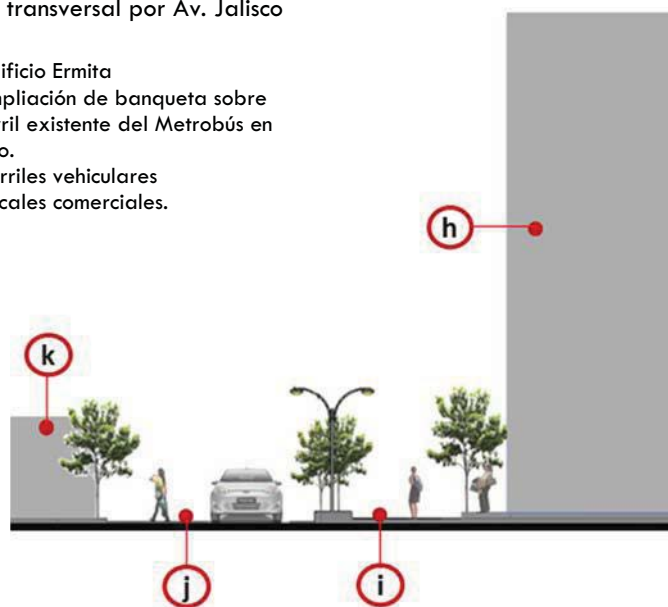 transversal por Av. Jalisco
ificio Ermita
pliación de banqueta sobre
ril existente del Metrobús en
o.
rriles vehiculares
cales comerciales.
h
k
j
i